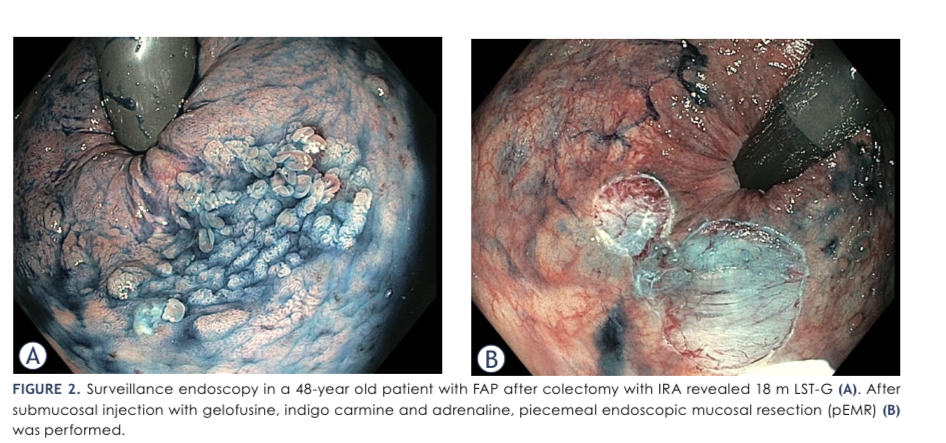 A
B
FIGURE 2. Surveillance endoscopy in a 48-year old patient with FAP after colectomy with IRA revealed 18 m LST-G (A). After
submucosal injection with gelofusine, indigo carmine and adrenaline, piecemeal endoscopic mucosal resection (pEMR) (B)
was performed.